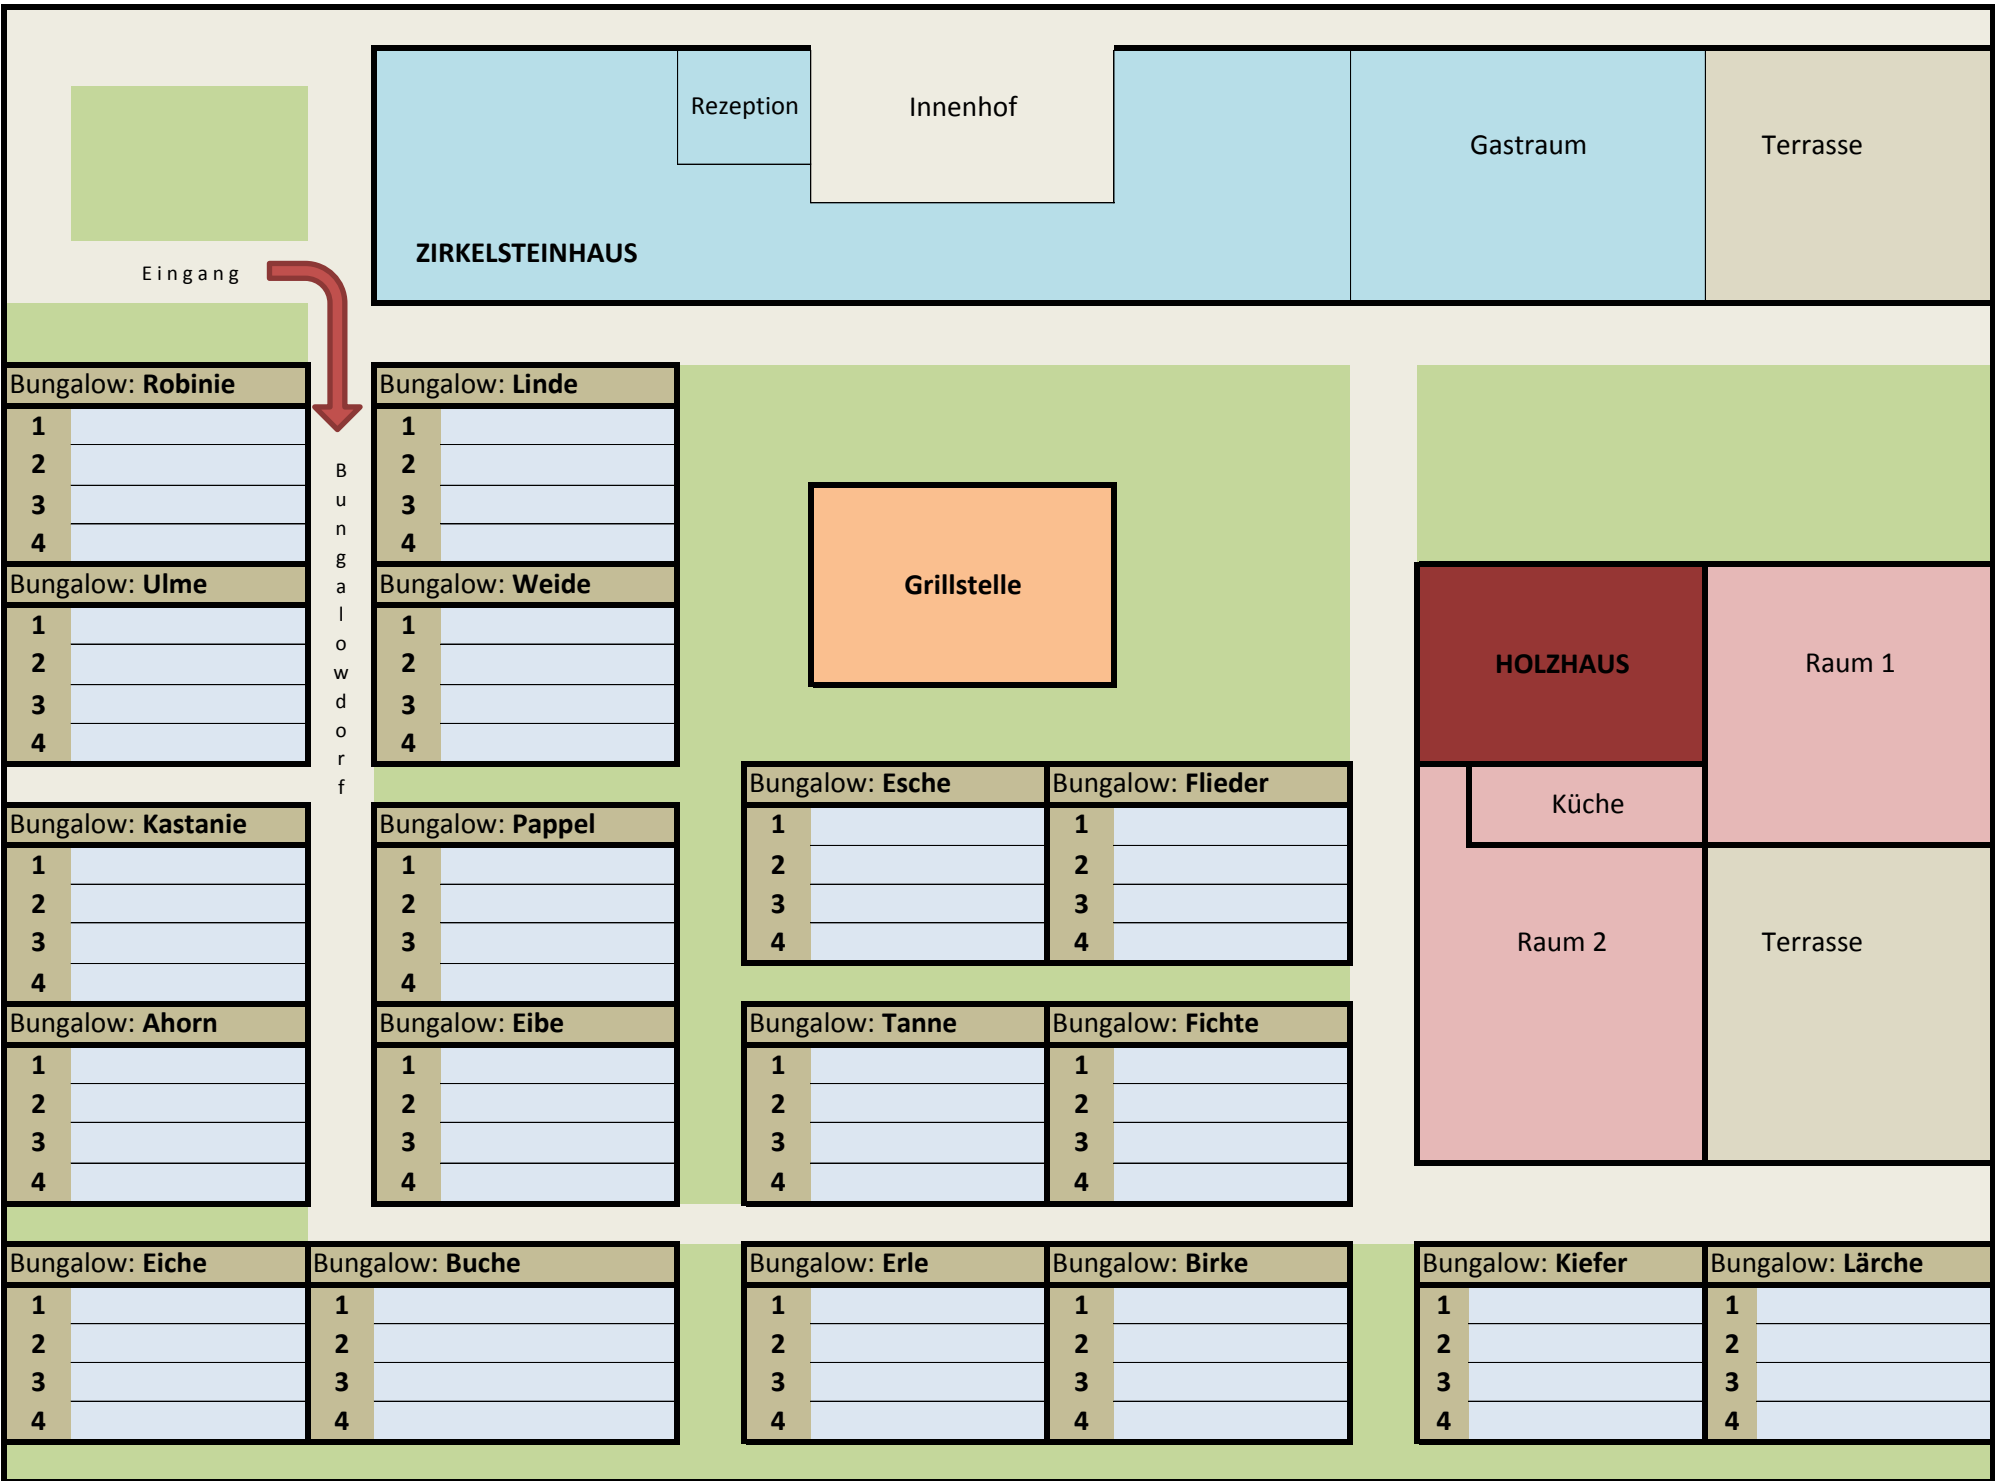 Rezeption
Innenhof
Gastraum
Terrasse
ZIRKELSTEINHAUS
Eingang
Bungalowdorf
Bungalow: Robinie
1
2
3
4
Bungalow: Linde
1
2
3
4
Bungalow: Ulme
1
2
3
4
Bungalow: Weide
1
2
3
4
Grillstelle
HOLZHAUS
Raum 1
Küche
Raum 2
Terrasse
Bungalow: Kastanie
1
2
3
4
Bungalow: Pappel
1
2
3
4
Bungalow: Esche
1
2
3
4
Bungalow: Flieder
1
2
3
4
Bungalow: Ahorn
1
2
3
4
Bungalow: Eibe
1
2
3
4
Bungalow: Tanne
1
2
3
4
Bungalow: Fichte
1
2
3
4
Bungalow: Eiche
1
2
3
4
Bungalow: Buche
1
2
3
4
Bungalow: Erle
1
2
3
4
Bungalow: Birke
1
2
3
4
Bungalow: Kiefer
1
2
3
4
Bungalow: Lärche
1
2
3
4